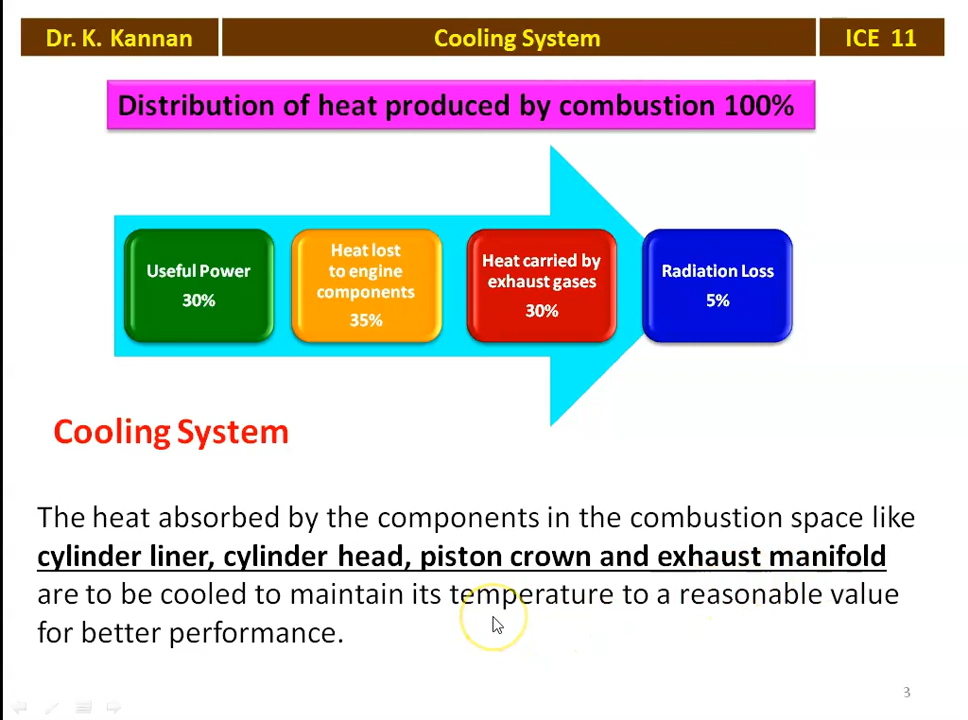 Dr. K. Kannan
Cooling System
ICE 11
Distribution of heat produced by combustion 100%
Useful Power
30%
Heat lost
to engine
components
35%
Heat carried by
exhaust gases
30%
Radiation Loss
5%
Cooling System
The heat absorbed by the components in the combustion space like
cylinder liner, cylinder head, piston crown and exhaust manifold
are to be cooled to maintain its temperature to a reasonable value
for better performance.
3